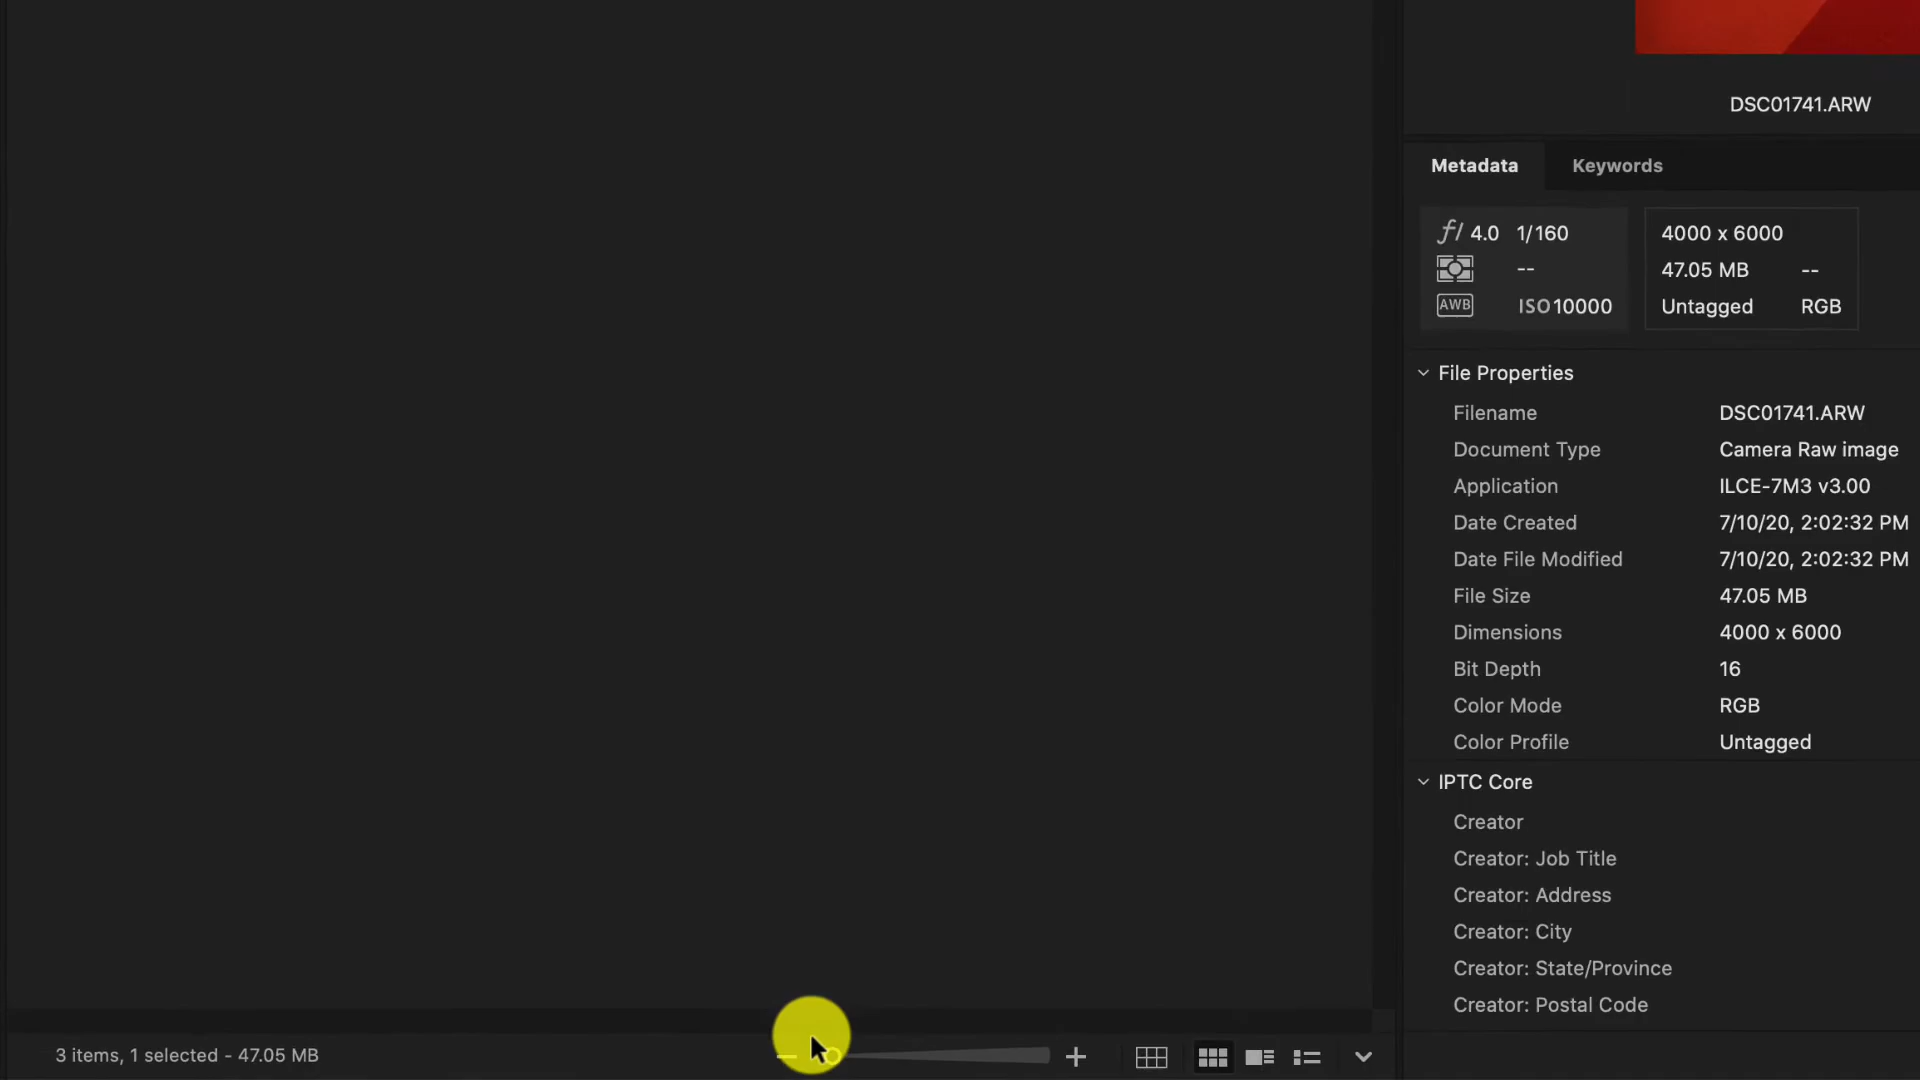 DSC01741.ARW
Metadata Keywords
f/ 4.0 1/160
--
AWB ISO 10000
4000 x 6000
47.05 MB --
Untagged RGB
File Properties
Filename DSC01741.ARW
Document Type Camera Raw image
Application ILCE-7M3 v3.00
Date Created 7/10/20, 2:02:32 PM
Date File Modified 7/10/20, 2:02:32 PM
File Size 47.05 MB
Dimensions 4000 x 6000
Bit Depth 16
Color Mode RGB
Color Profile Untagged
IPTC Core
Creator
Creator: Job Title
Creator: Address
Creator: City
Creator: State/Province
Creator: Postal Code
3 items, 1 selected - 47.05 MB